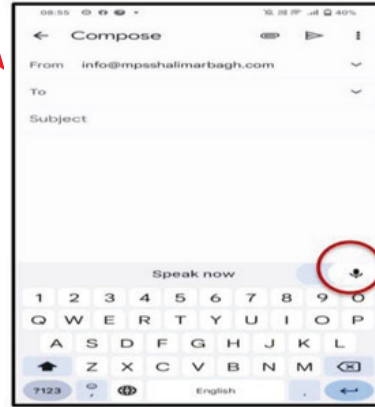 08:55 40%
Compose
From info@mpsshalimarbagh.com
To
Subject
Speak now
1 2 3 4 5 6 7 8 9 0
Q W E R T Y U I O P
A S D F G H J K L
Z X C V B N M
?123 , English .